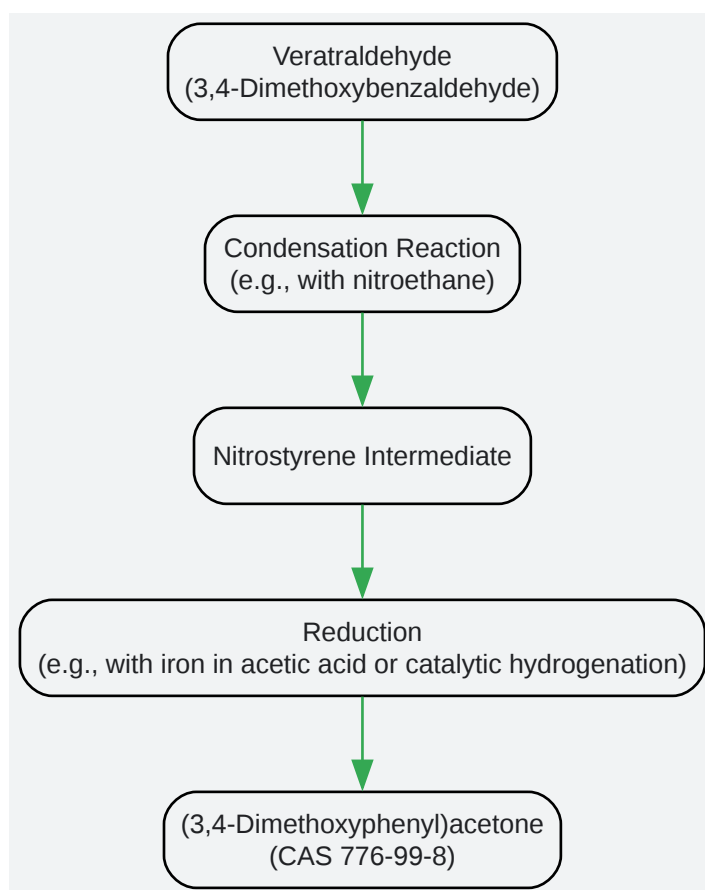 Veratraldehyde
(3,4-Dimethoxybenzaldehyde)
Condensation Reaction
(e.g., with nitroethane)
Nitrostyrene Intermediate
Reduction
(e.g., with iron in acetic acid or catalytic hydrogenation)
(3,4-Dimethoxyphenyl)acetone
(CAS 776-99-8)